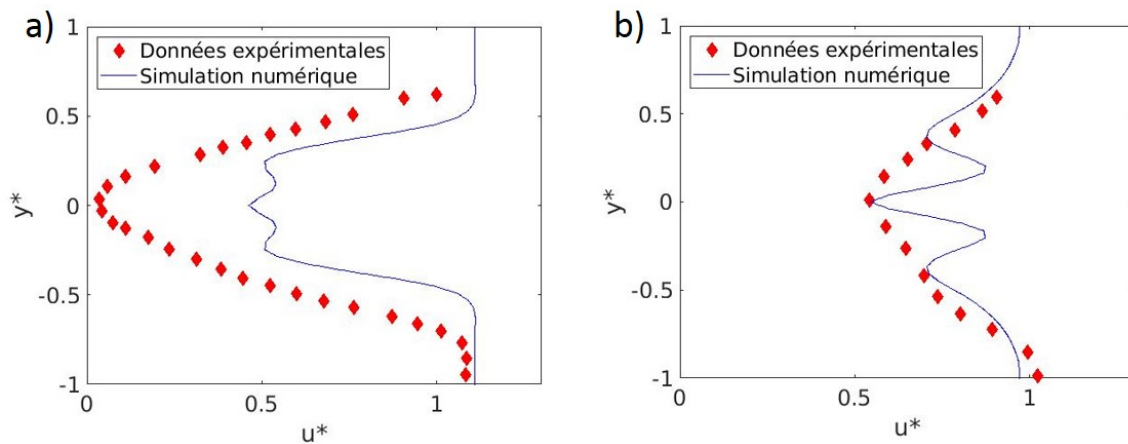 a)
Données expérimentales
Simulation numérique
1
0.5
0
-0.5
-1
y*
0
0.5
1
u*
b)
Données expérimentales
Simulation numérique
1
0.5
0
-0.5
-1
y*
0
0.5
1
u*